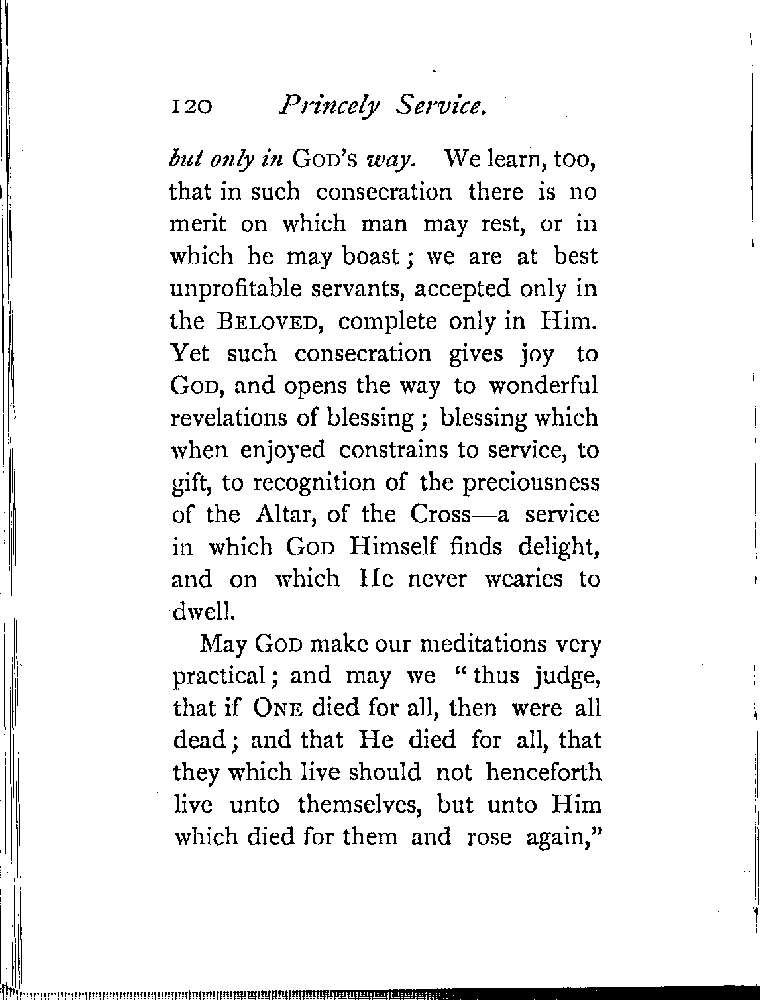 120 Princely Service.
but only in GOD'S way. We learn, too,
that in such consecration there is no
merit on which man may rest, or in
which he may boast; we are at best
unprofitable servants, accepted only in
the BELOVED, complete only in Him.
Yet such consecration gives joy to
GOD, and opens the way to wonderful
revelations of blessing; blessing which
when enjoyed constrains to service, to
gift, to recognition of the preciousness
of the Altar, of the Cross—a service
in which GOD Himself finds delight,
and on which He never wearies to
dwell.
May GOD make our meditations very
practical; and may we "thus judge,
that if ONE died for all, then were all
dead; and that He died for all, that
they which live should not henceforth
live unto themselves, but unto Him
which died for them and rose again,"